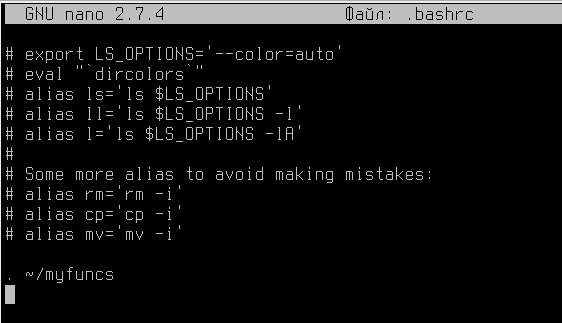 GNU nano 2.7.4 Файл: .bashrc
# export LS_OPTIONS='--color=auto'
# eval "`dircolors`"
# alias ls='ls $LS_OPTIONS'
# alias ll='ls $LS_OPTIONS -l'
# alias l='ls $LS_OPTIONS -lA'
#
# Some more alias to avoid making mistakes:
# alias rm='rm -i'
# alias cp='cp -i'
# alias mv='mv -i'
. ~/myfuncs